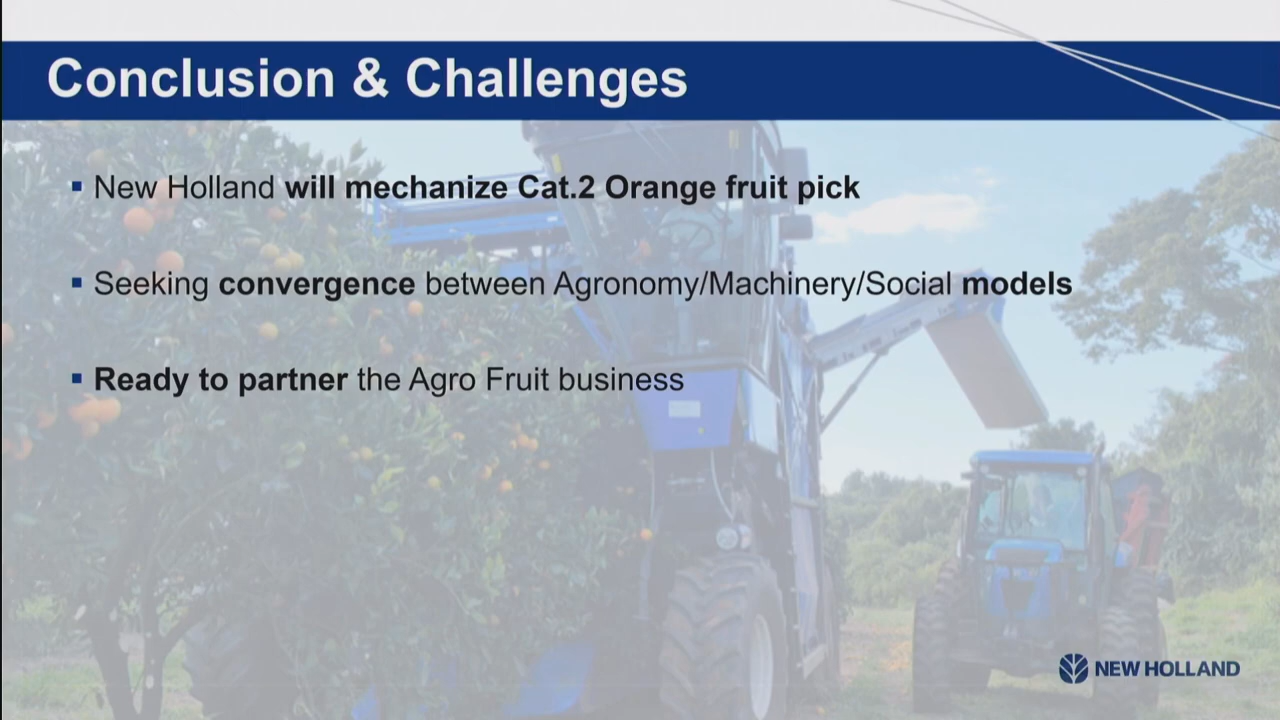 Conclusion & Challenges
▪ New Holland will mechanize Cat.2 Orange fruit pick
▪ Seeking convergence between Agronomy/Machinery/Social models
▪ Ready to partner the Agro Fruit business
NEW HOLLAND